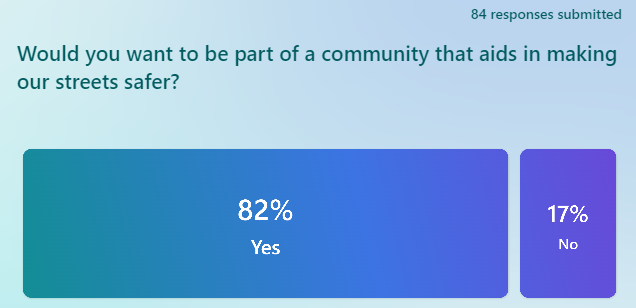 84 responses submitted
Would you want to be part of a community that aids in making
our streets safer?
82%
Yes
17%
No